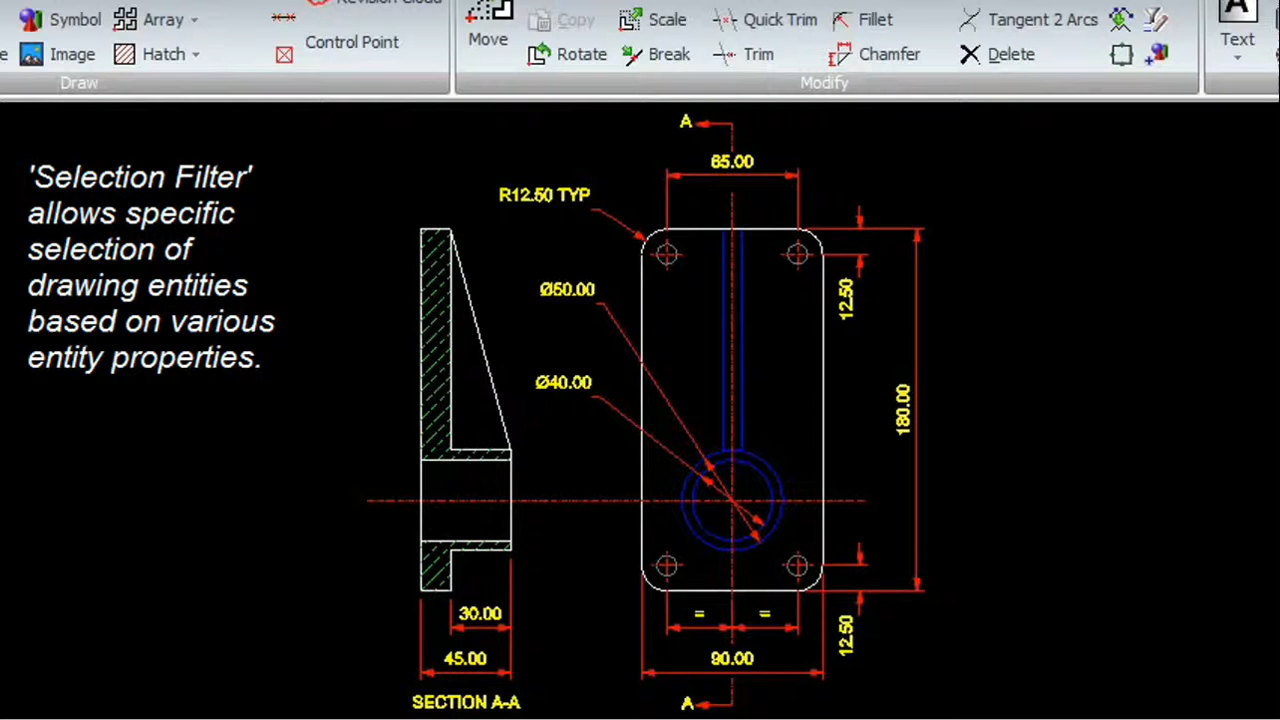 Revision Cloud
Symbol Array Copy Scale Quick Trim Fillet Tangent 2 Arcs
Control Point Move Text
Image Hatch Rotate Break Trim Chamfer Delete
Draw Modify
A
65.00
'Selection Filter'
allows specific
selection of
drawing entities
based on various
entity properties.
R12.50 TYP
Ø50.00
12.50
Ø40.00
180.00
30.00
= =
12.50
45.00
90.00
SECTION A-A
A